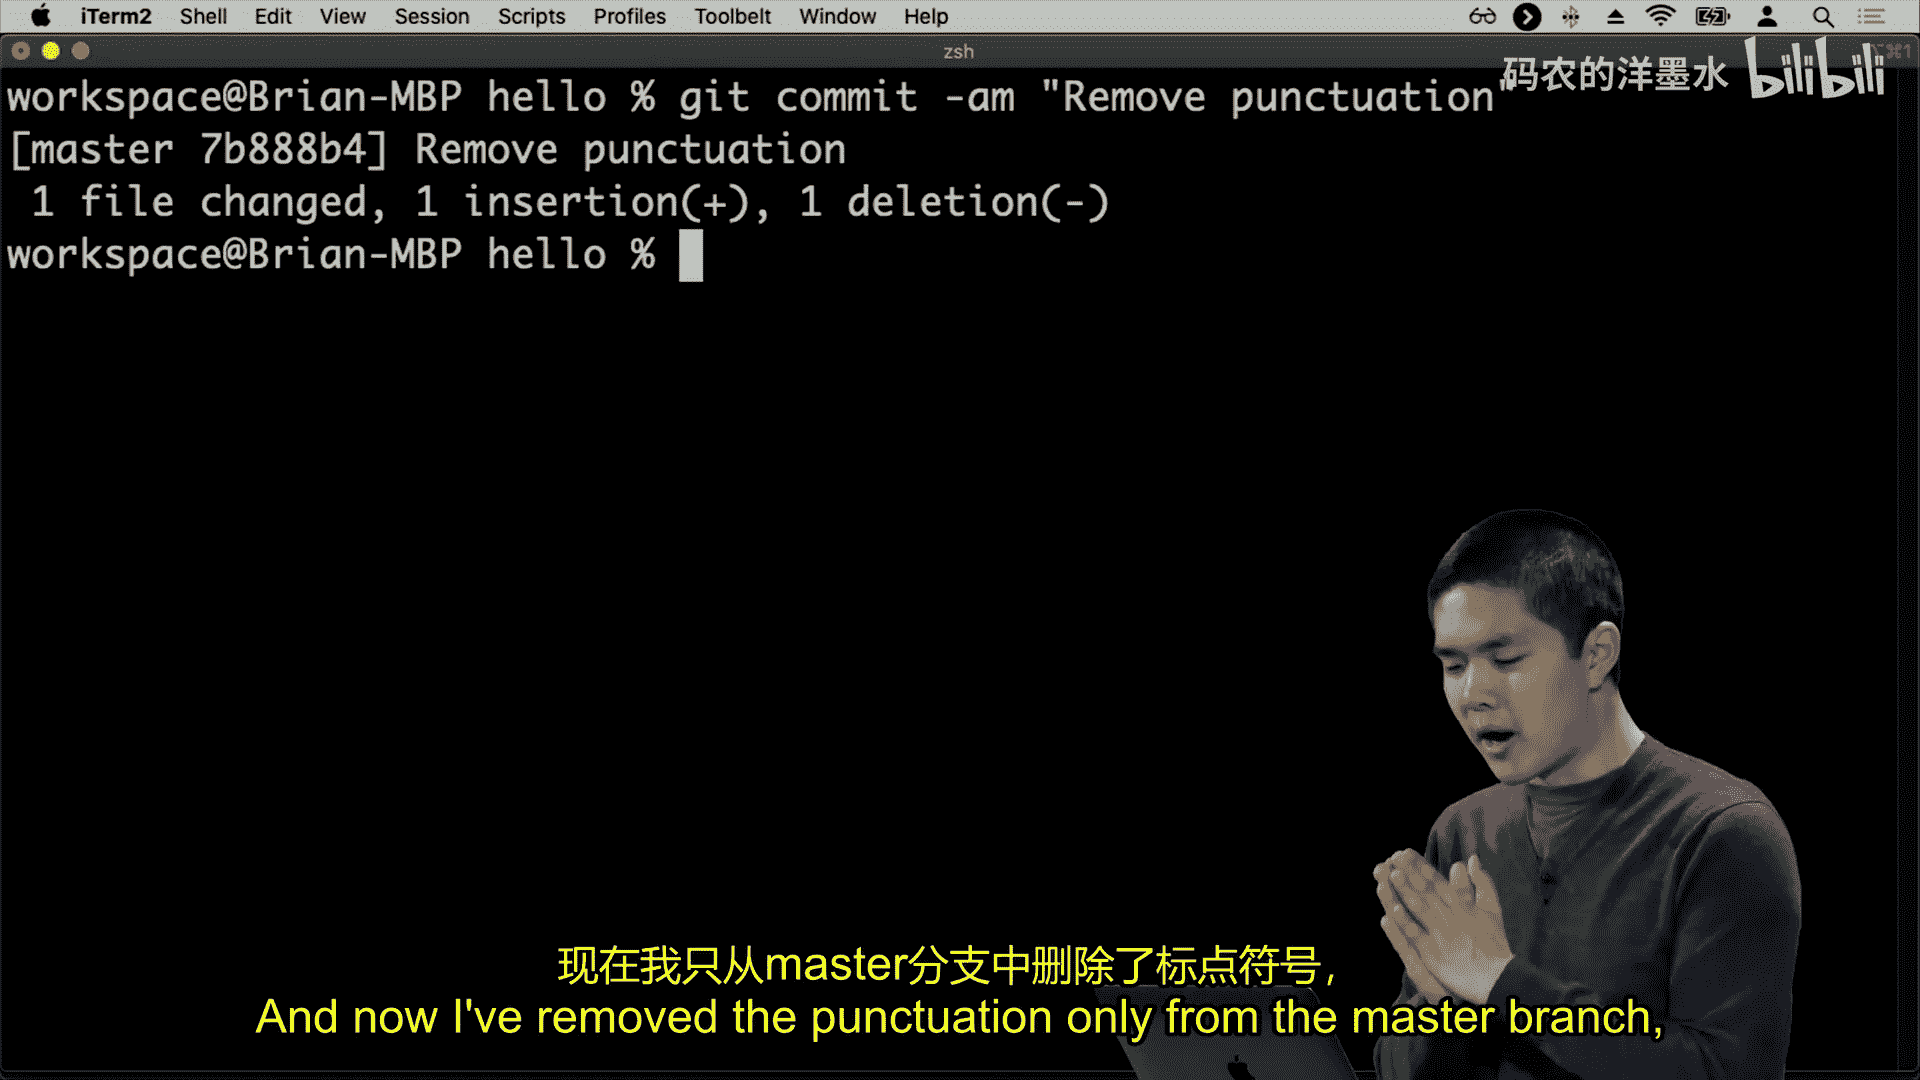 iTerm2 Shell Edit View Session Scripts Profiles Toolbelt Window Help
zsh
⌥⌘1
码农的洋墨水 bilibili
workspace@Brian-MBP hello % git commit -am "Remove punctuation"
[master 7b888b4] Remove punctuation
1 file changed, 1 insertion(+), 1 deletion(-)
workspace@Brian-MBP hello %
现在我只从master分支中删除了标点符号，
And now I've removed the punctuation only from the master branch,